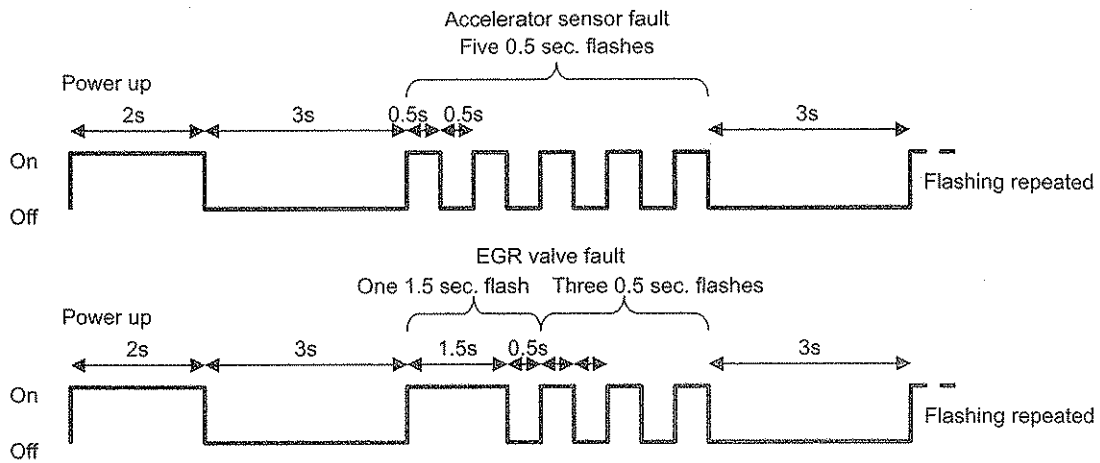 Accelerator sensor fault
Five 0.5 sec. flashes
Power up
2s 3s 0.5s 0.5s 3s
On
Off
Flashing repeated
EGR valve fault
One 1.5 sec. flash Three 0.5 sec. flashes
Power up
2s 3s 1.5s 0.5s 3s
On
Off
Flashing repeated